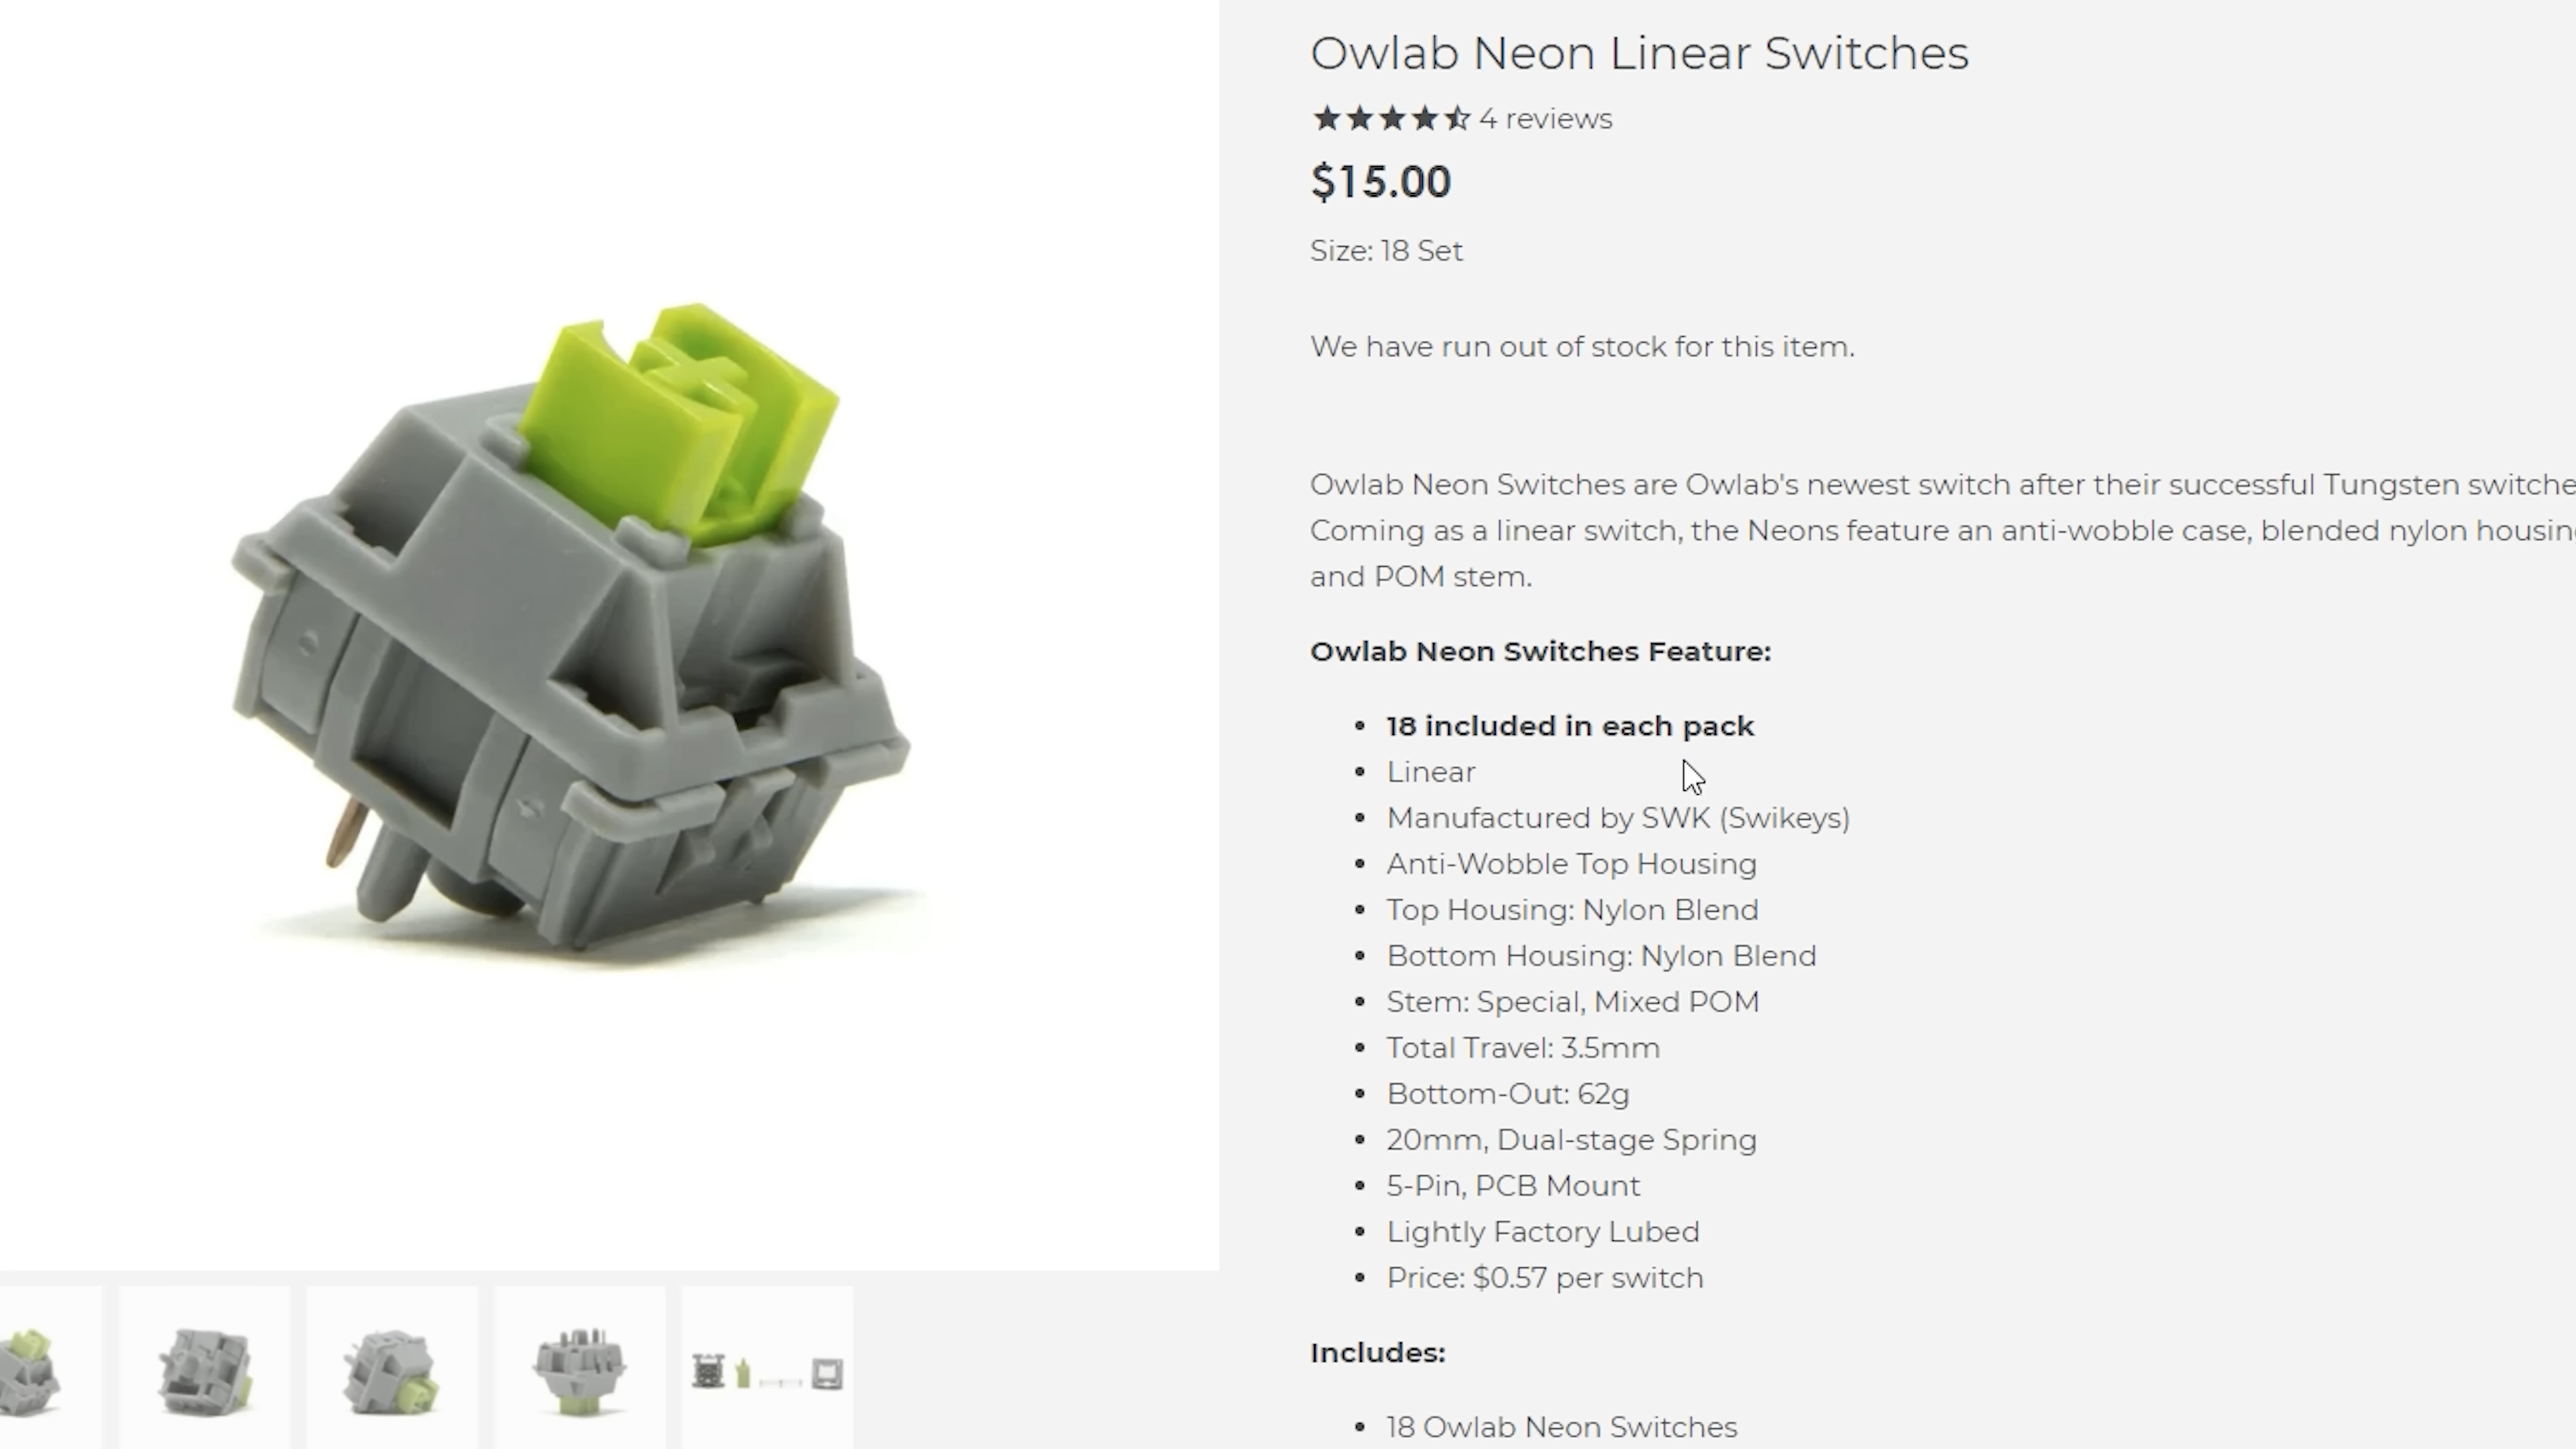 Owlab Neon Linear Switches
4 reviews
$15.00
Size: 18 Set
We have run out of stock for this item.
Owlab Neon Switches are Owlab's newest switch after their successful Tungsten
Coming as a linear switch, the Neons feature an anti-wobble case, blended nylon
and POM stem.
Owlab Neon Switches Feature:
18 included in each pack
Linear
Manufactured by SWK (Swikeys)
Anti-Wobble Top Housing
Top Housing: Nylon Blend
Bottom Housing: Nylon Blend
Stem: Special, Mixed POM
Total Travel: 3.5mm
Bottom-Out: 62g
20mm, Dual-stage Spring
5-Pin, PCB Mount
Lightly Factory Lubed
Price: $0.57 per switch
Includes:
18 Owlab Neon Switches